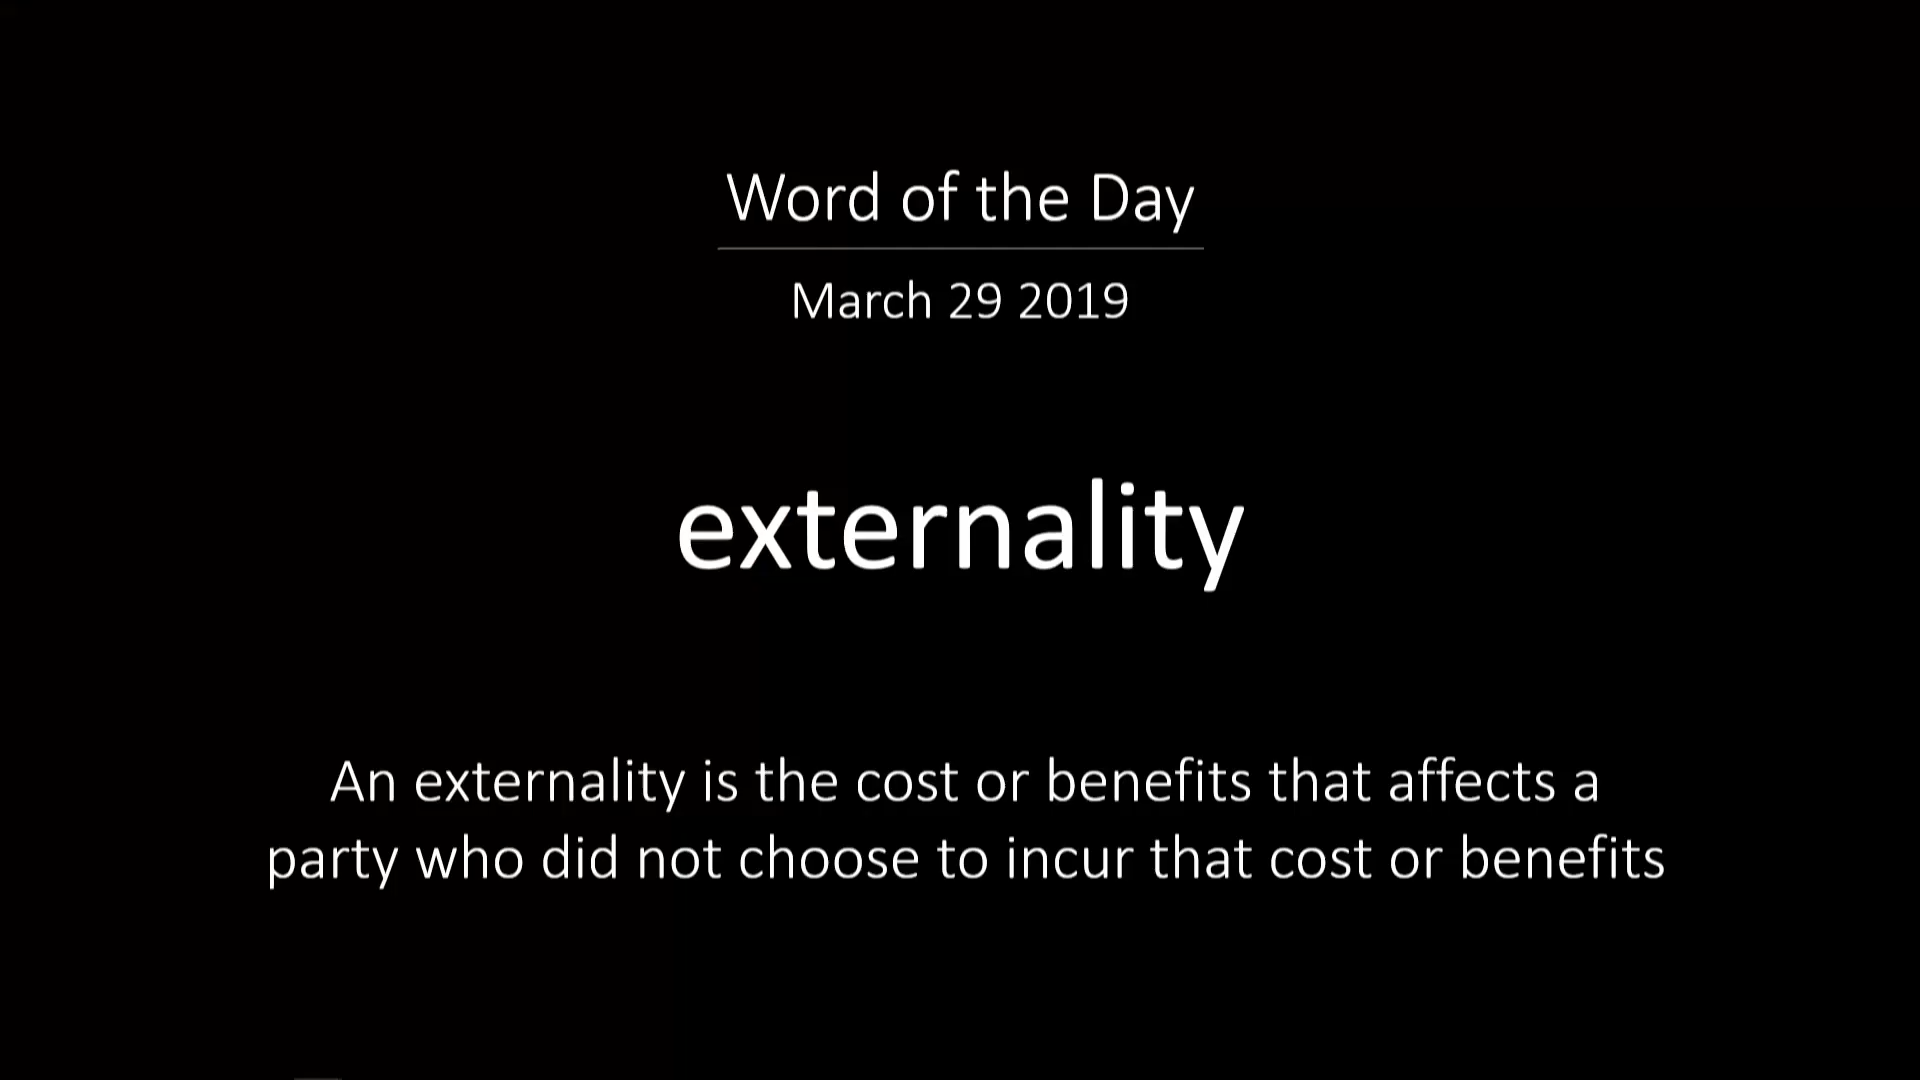 Word of the Day
March 29 2019
externality
An externality is the cost or benefits that affects a
party who did not choose to incur that cost or benefits